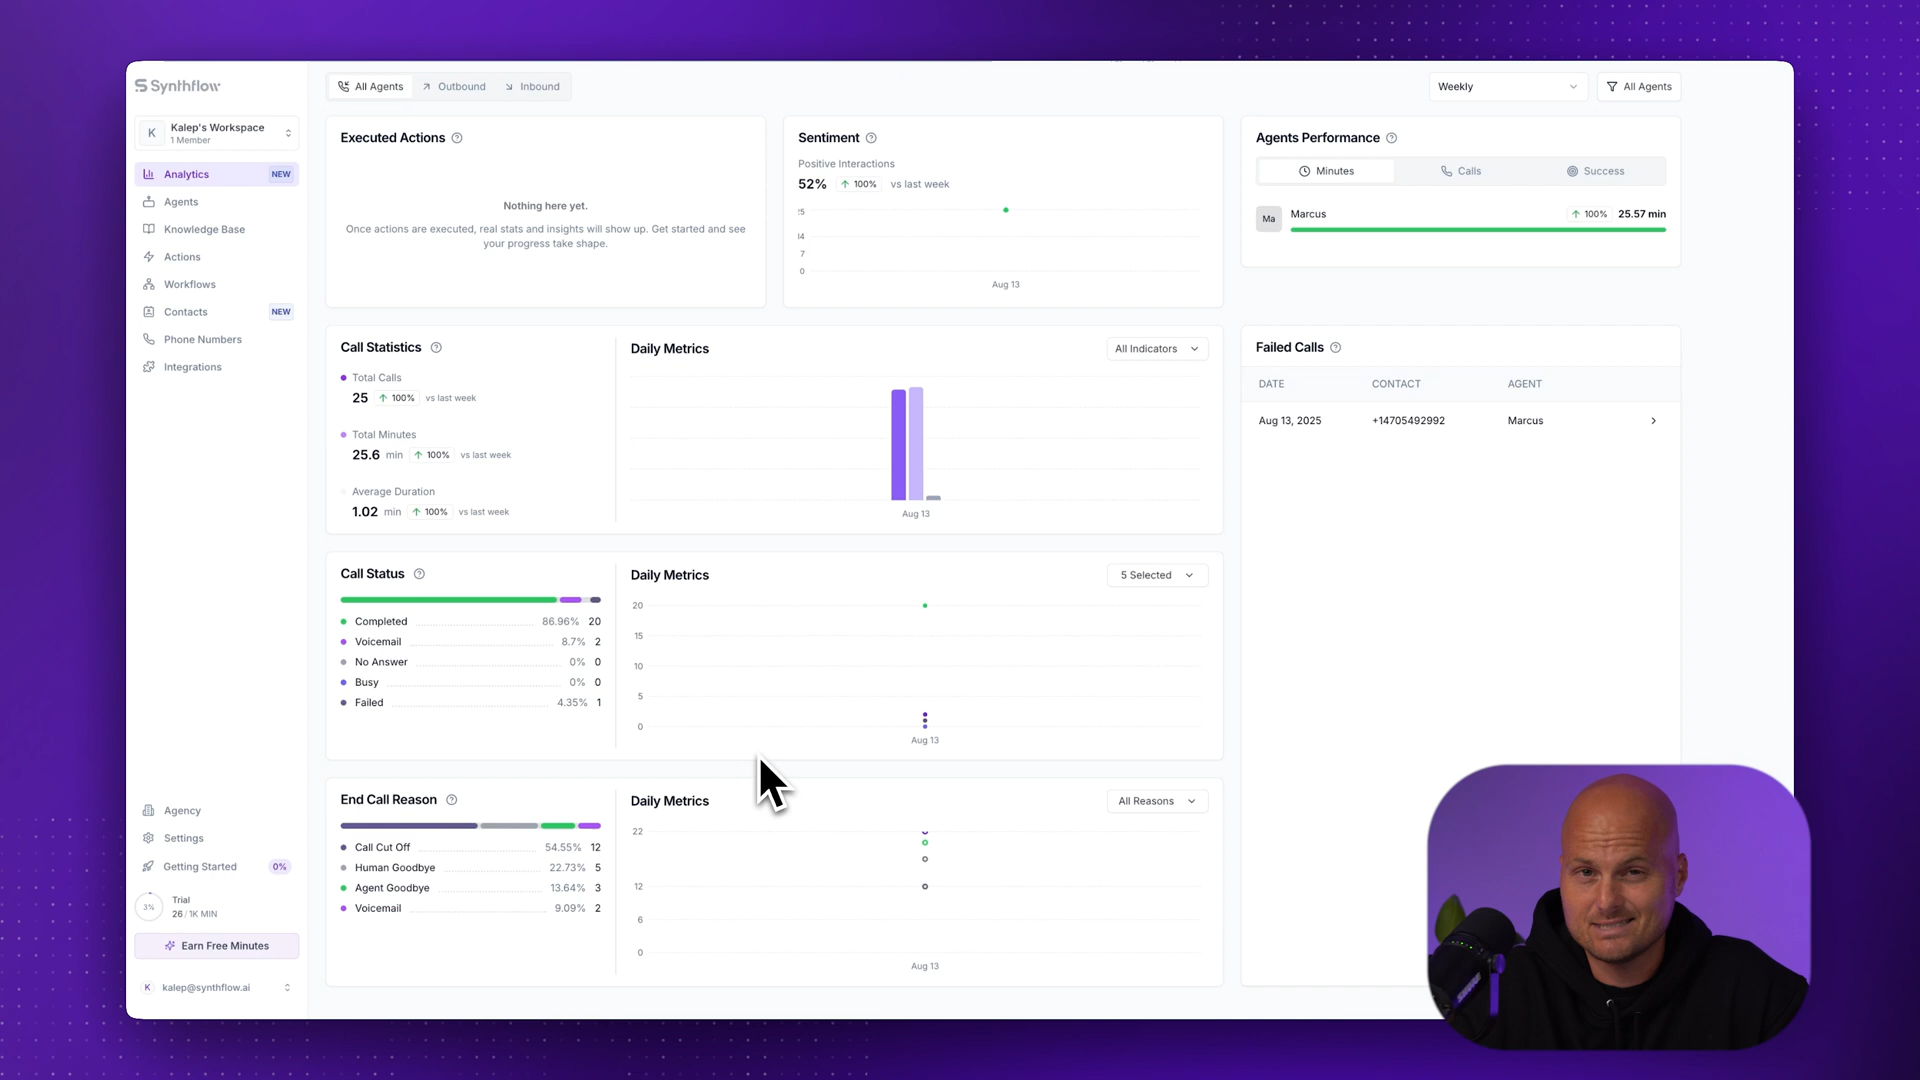 Synthflow
K
Kalep's Workspace
1 Member
Analytics NEW
Agents
Knowledge Base
Actions
Workflows
Contacts NEW
Phone Numbers
Integrations
Agency
Settings
Getting Started 0%
3%
Trial
26 / 1K MIN
Earn Free Minutes
K kalep@synthflow.ai
All Agents Outbound Inbound
Weekly
All Agents
Executed Actions
Nothing here yet.
Once actions are executed, real stats and insights will show up. Get started and see
your progress take shape.
Sentiment
Positive Interactions
52% 100% vs last week
14
7
0
Aug 13
Agents Performance
Minutes Calls Success
Ma Marcus 100% 25.57 min
Call Statistics
Total Calls
25 100% vs last week
Total Minutes
25.6 min 100% vs last week
Average Duration
1.02 min 100% vs last week
Daily Metrics All Indicators
Aug 13
Failed Calls
DATE CONTACT AGENT
Aug 13, 2025 +14705492992 Marcus
Call Status
Completed 86.96% 20
Voicemail 8.7% 2
No Answer 0% 0
Busy 0% 0
Failed 4.35% 1
Daily Metrics 5 Selected
20
15
10
5
0
Aug 13
End Call Reason
Call Cut Off 54.55% 12
Human Goodbye 22.73% 5
Agent Goodbye 13.64% 3
Voicemail 9.09% 2
Daily Metrics All Reasons
22
12
6
0
Aug 13